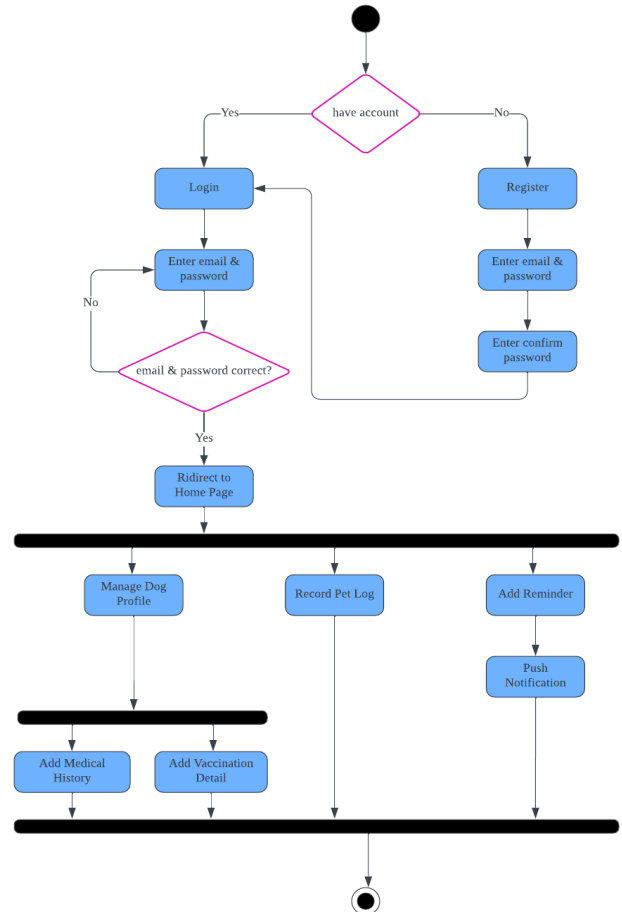 have account
Yes
No
Login
Register
Enter email &
password
Enter email &
password
No
Enter confirm
password
email & password correct?
Yes
Ridirect to
Home Page
Manage Dog
Profile
Record Pet Log
Add Reminder
Push
Notification
Add Medical
History
Add Vaccination
Detail